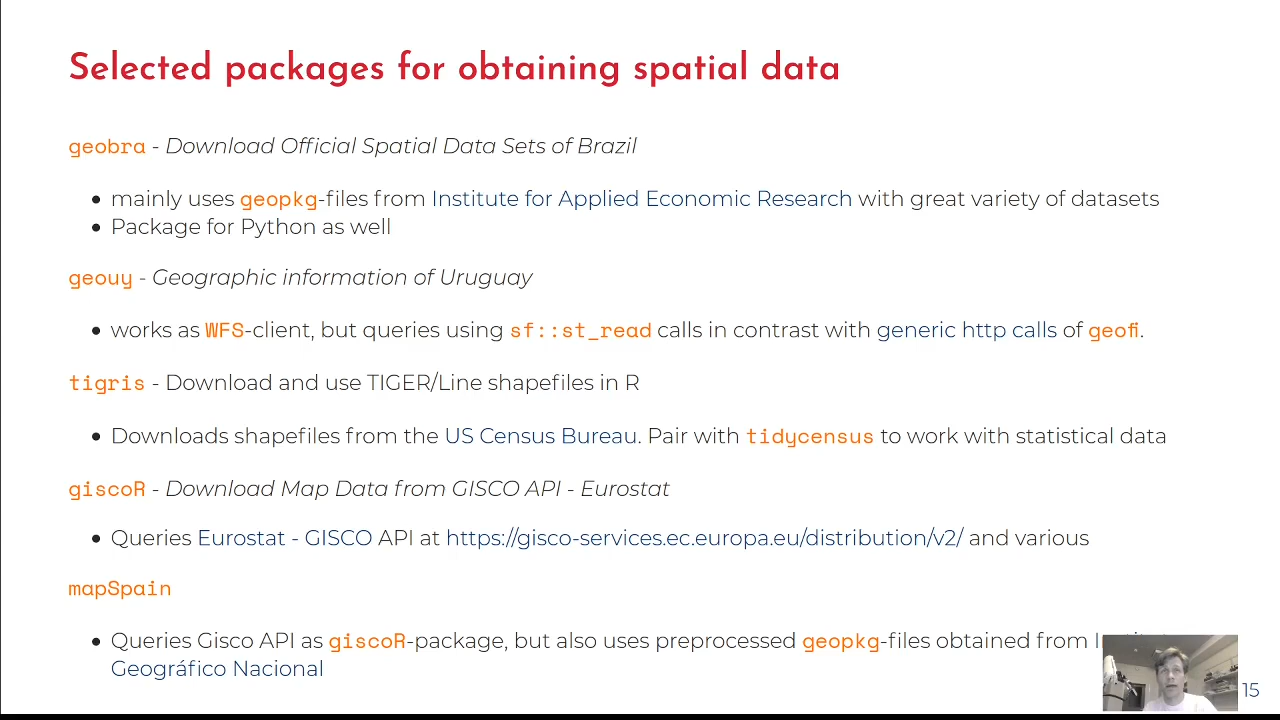 Selected packages for obtaining spatial data
geobra - Download Official Spatial Data Sets of Brazil
• mainly uses geopkg-files from Institute for Applied Economic Research with great variety of datasets
• Package for Python as well
geouy - Geographic information of Uruguay
• works as WFS-client, but queries using sf::st_read calls in contrast with generic http calls of geofi.
tigris - Download and use TIGER/Line shapefiles in R
• Downloads shapefiles from the US Census Bureau. Pair with tidycensus to work with statistical data
giscoR - Download Map Data from GISCO API - Eurostat
• Queries Eurostat - GISCO API at https://gisco-services.ec.europa.eu/distribution/v2/ and various
mapSpain
• Queries Gisco API as giscoR-package, but also uses preprocessed geopkg-files obtained from
Geográfico Nacional
15